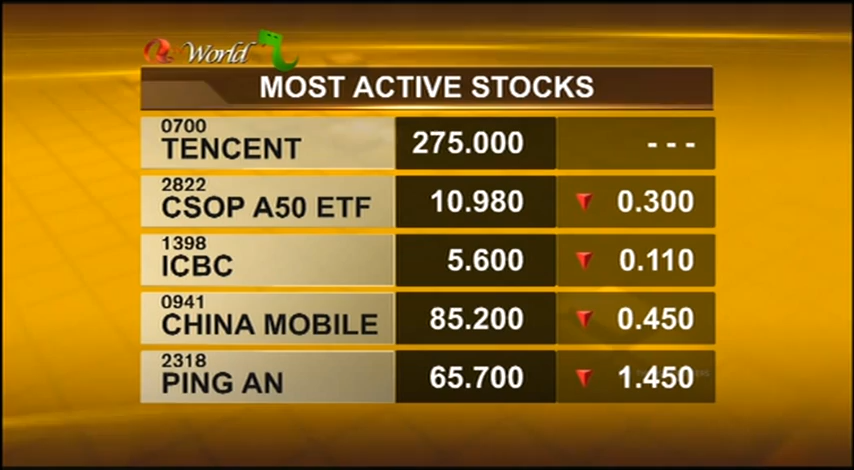 World
MOST ACTIVE STOCKS
0700
TENCENT 275.000 ---
2822
CSOP A50 ETF 10.980 0.300
1398
ICBC 5.600 0.110
0941
CHINA MOBILE 85.200 0.450
2318
PING AN 65.700 1.450